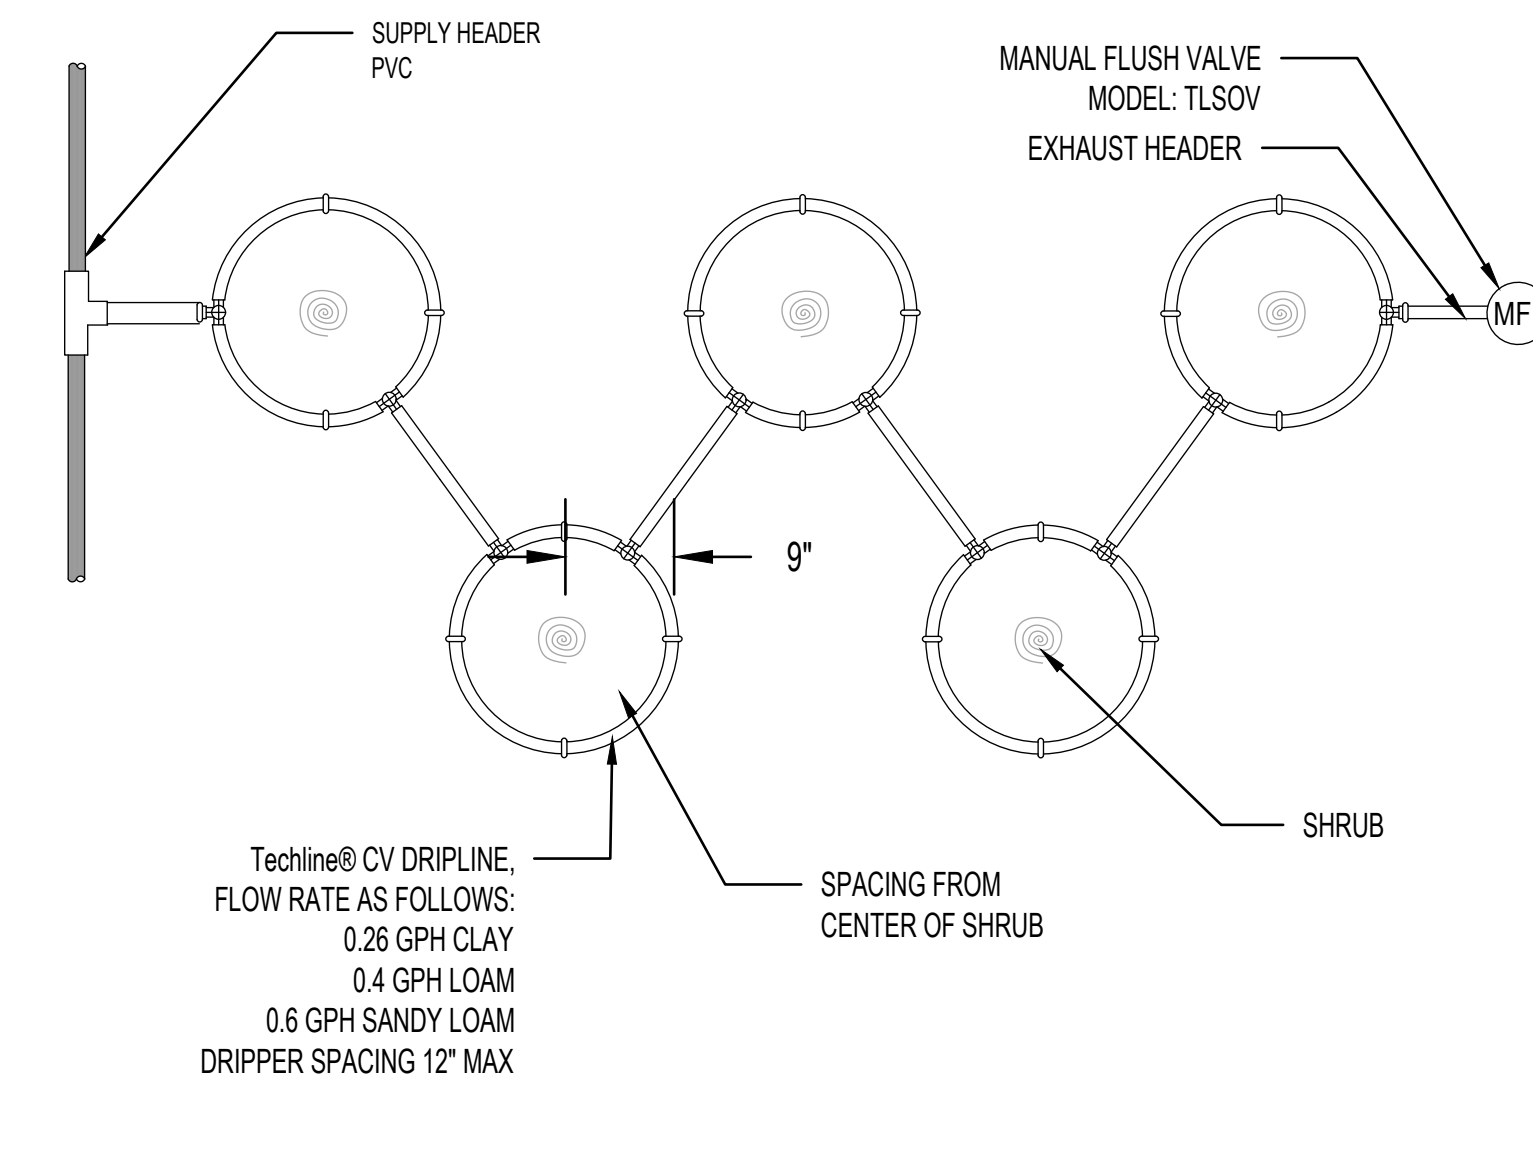 SUPPLY HEADER
PVC
MANUAL FLUSH VALVE
MODEL: TLSOV
EXHAUST HEADER
MF
9"
SHRUB
Techline® CV DRIPLINE,
FLOW RATE AS FOLLOWS:
0.26 GPH CLAY
0.4 GPH LOAM
0.6 GPH SANDY LOAM
DRIPPER SPACING 12" MAX
SPACING FROM
CENTER OF SHRUB